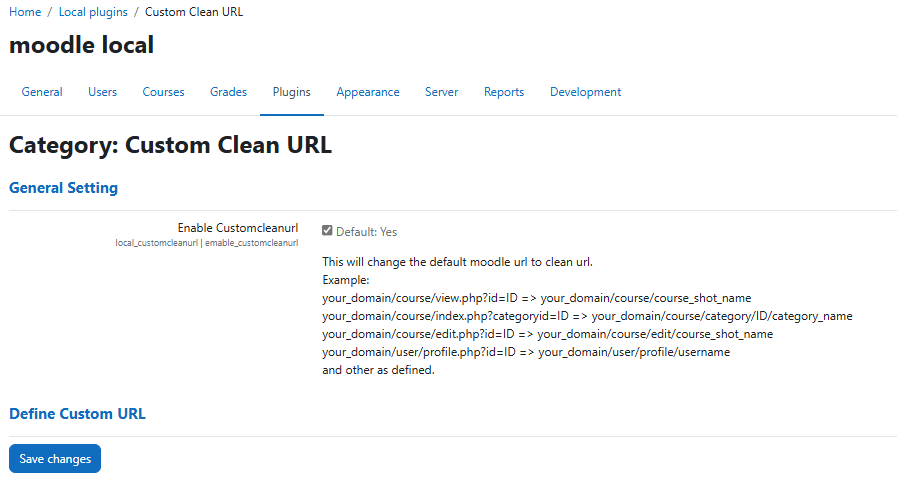 Home / Local plugins / Custom Clean URL
moodle local
General Users Courses Grades Plugins Appearance Server Reports Development
Category: Custom Clean URL
General Setting
Enable Customcleanurl
local_customcleanurl | emable_customcleanurl
Default: Yes
This will change the default moodle url to clean url.
Example:
your_domain/course/view.php?id=ID => your_domain/course/course_shot_name
your_domain/course/index.php?categoryid=ID => your_domain/course/category/ID/category_name
your_domain/course/edit.php?id=ID => your_domain/course/edit/course_shot_name
your_domain/user/profile.php?id=ID => your_domain/user/profile/username
and other as defined.
Define Custom URL
Save changes